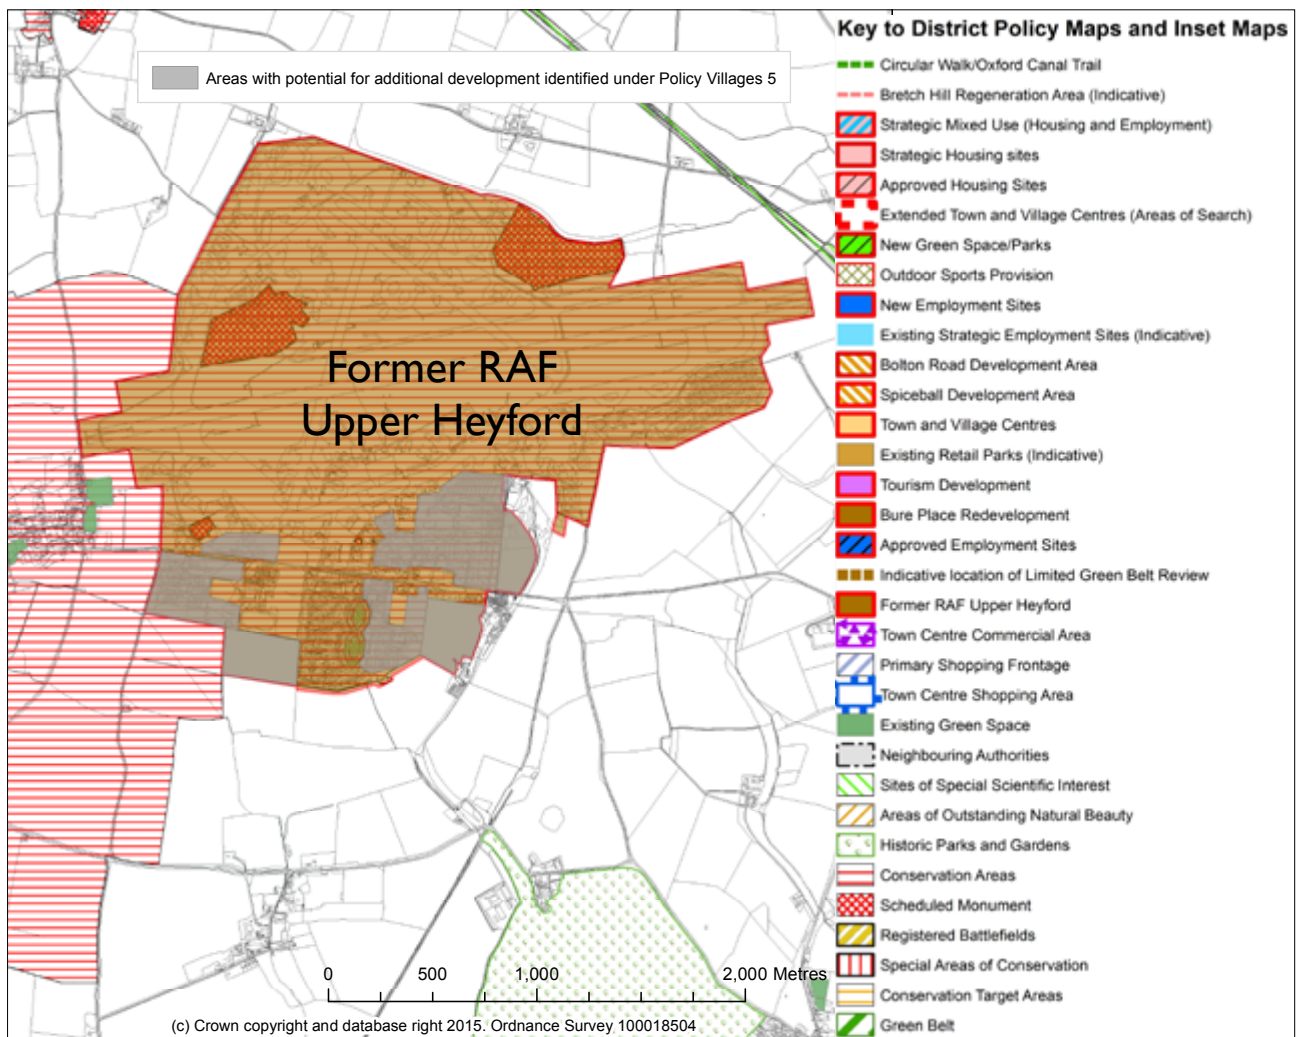 Key to District Policy Maps and Inset Maps
Areas with potential for additional development identified under Policy Villages 5
Former RAF
Upper Heyford
0 500 1,000 2,000 Metres
(c) Crown copyright and database right 2015. Ordnance Survey 100018504
Circular Walk/Oxford Canal Trail
Bretch Hill Regeneration Area (Indicative)
Strategic Mixed Use (Housing and Employment)
Strategic Housing sites
Approved Housing Sites
Extended Town and Village Centres (Areas of Search)
New Green Space/Parks
Outdoor Sports Provision
New Employment Sites
Existing Strategic Employment Sites (Indicative)
Bolton Road Development Area
Spiceball Development Area
Town and Village Centres
Existing Retail Parks (Indicative)
Tourism Development
Bure Place Redevelopment
Approved Employment Sites
Indicative location of Limited Green Belt Review
Former RAF Upper Heyford
Town Centre Commercial Area
Primary Shopping Frontage
Town Centre Shopping Area
Existing Green Space
Neighbouring Authorities
Sites of Special Scientific Interest
Areas of Outstanding Natural Beauty
Historic Parks and Gardens
Conservation Areas
Scheduled Monument
Registered Battlefields
Special Areas of Conservation
Conservation Target Areas
Green Belt